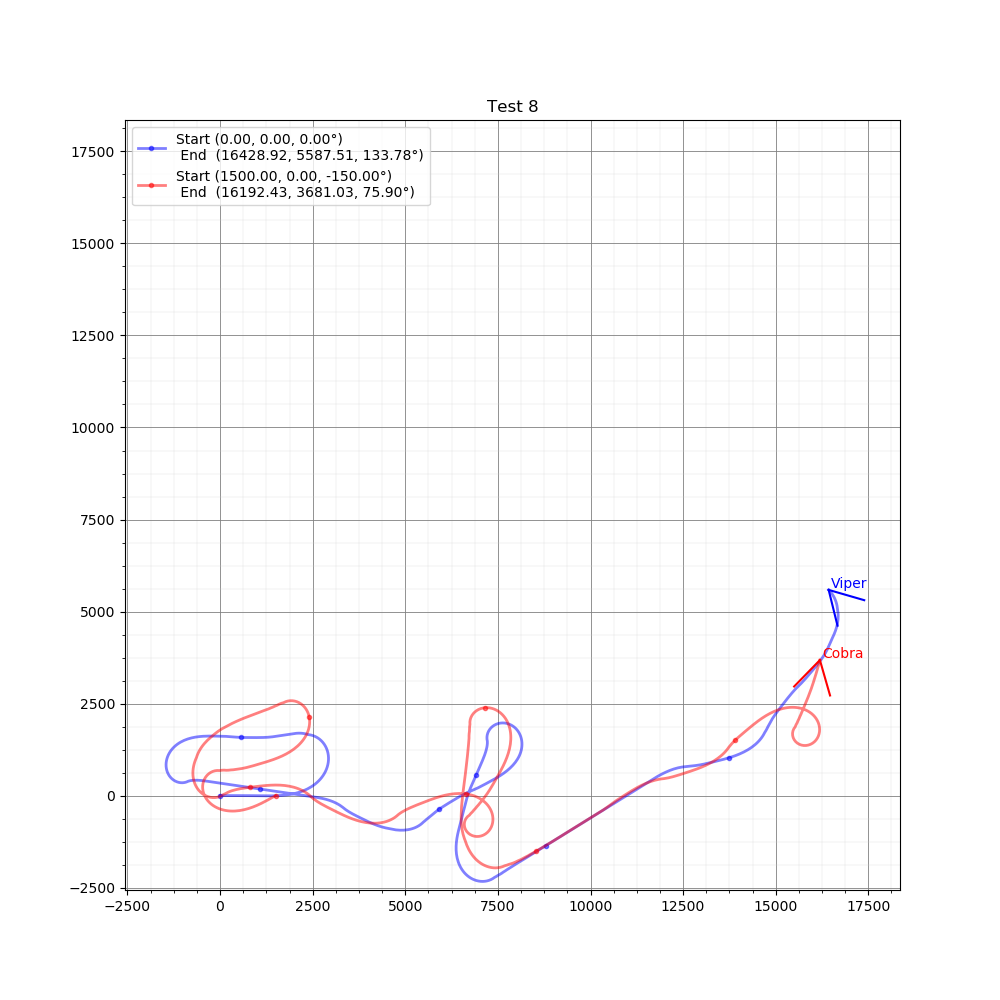 Test 8
Start (0.00, 0.00, 0.00°)
End  (16428.92, 5587.51, 133.78°)
Start (1500.00, 0.00, -150.00°)
End  (16192.43, 3681.03, 75.90°)
17500
15000
12500
10000
7500
5000
2500
0
−2500
Viper
Cobra
−2500 0 2500 5000 7500 10000 12500 15000 17500